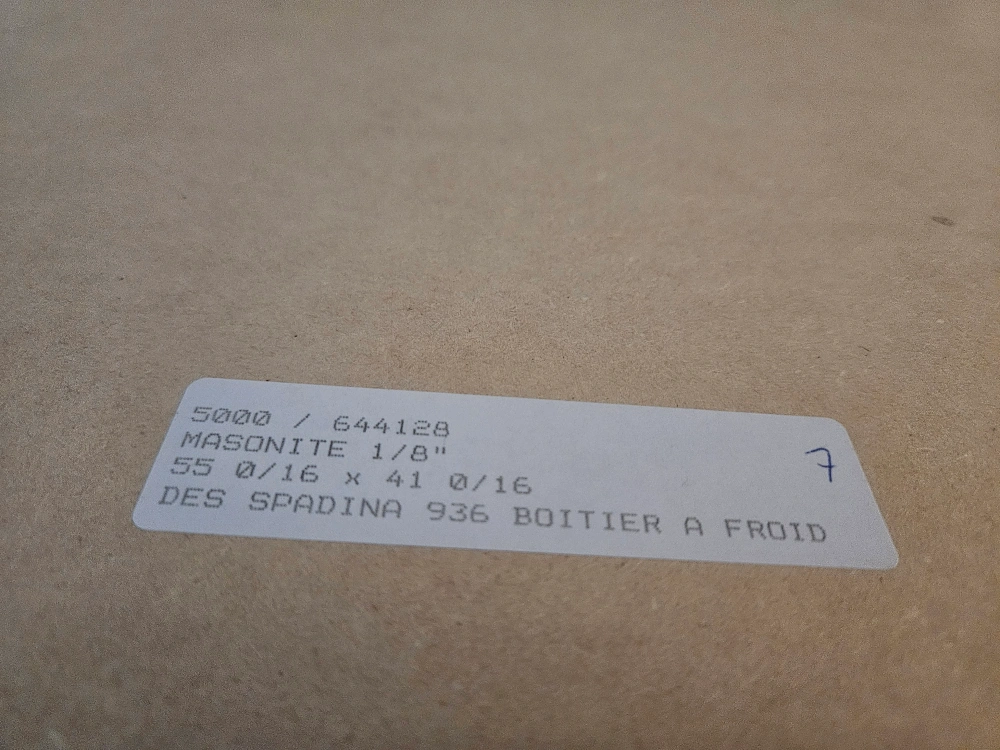 5000 / 644128
MASONITE 1/8"
7
55 0/16 x 41 0/16
DES SPADINA 936 BOITIER A FROID